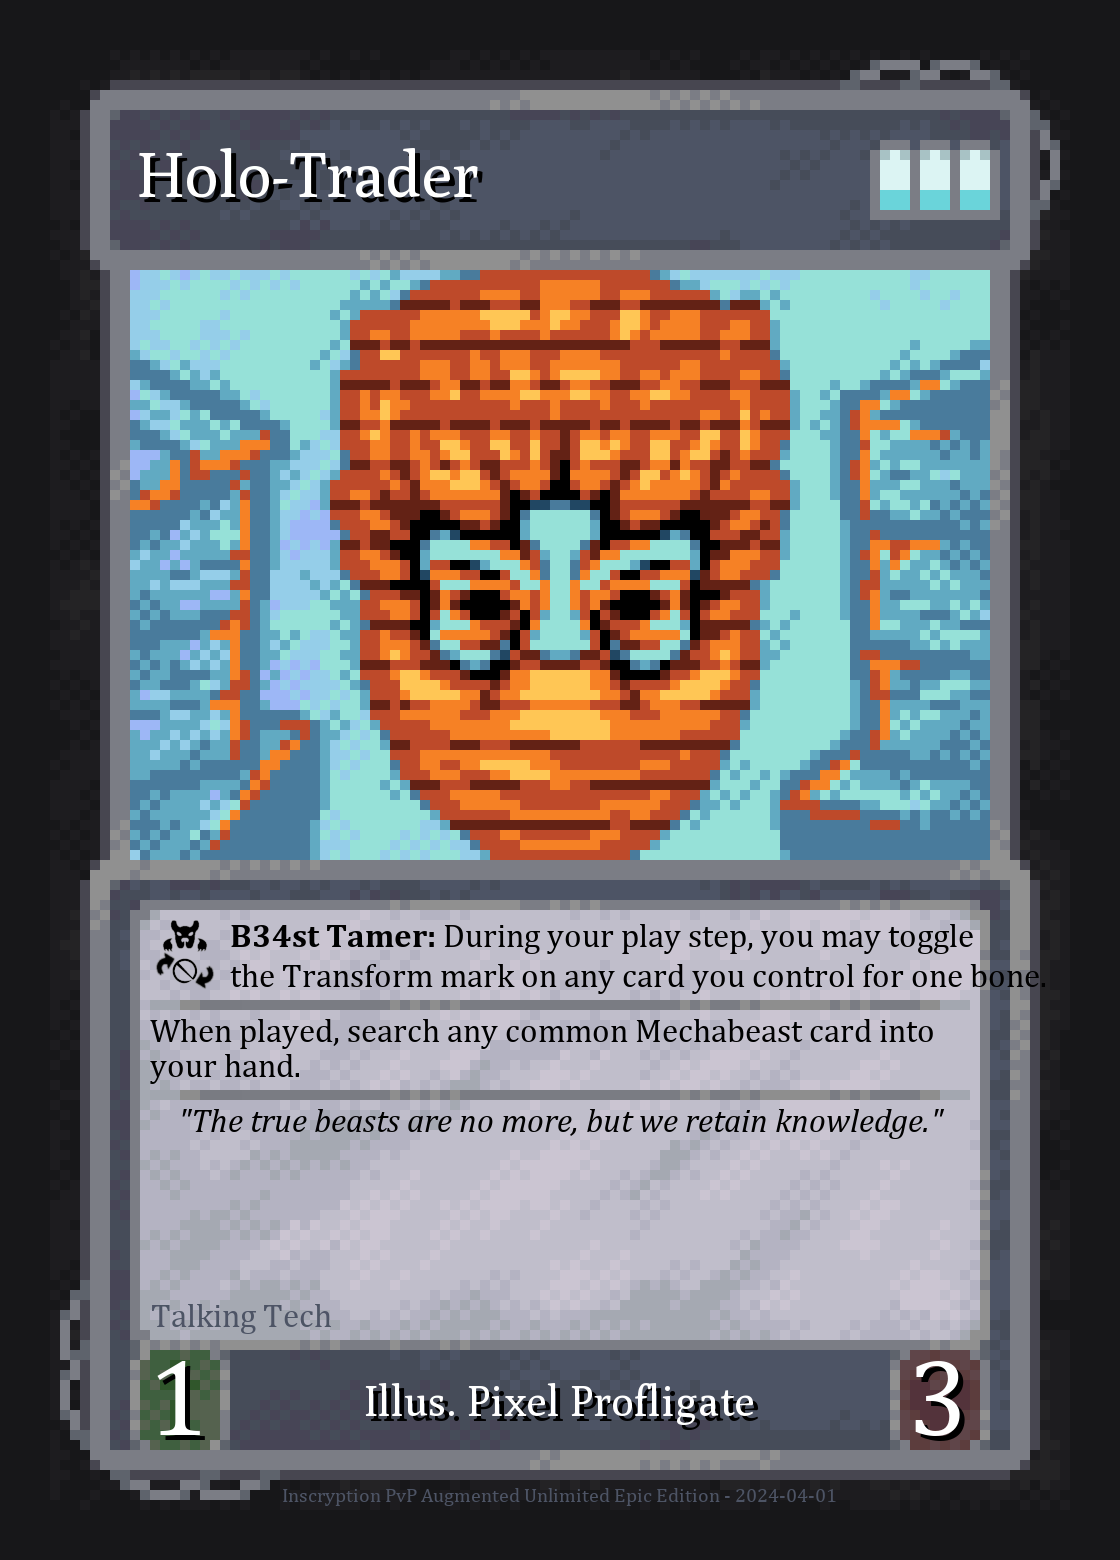 Holo-Trader
B34st Tamer: During your play step, you may toggle
the Transform mark on any card you control for one bone.
When played, search any common Mechabeast card into
your hand.
"The true beasts are no more, but we retain knowledge."
Talking Tech
1
Illus. Pixel Profligate
3
Inscryption PvP Augmented Unlimited Epic Edition - 2024-04-01